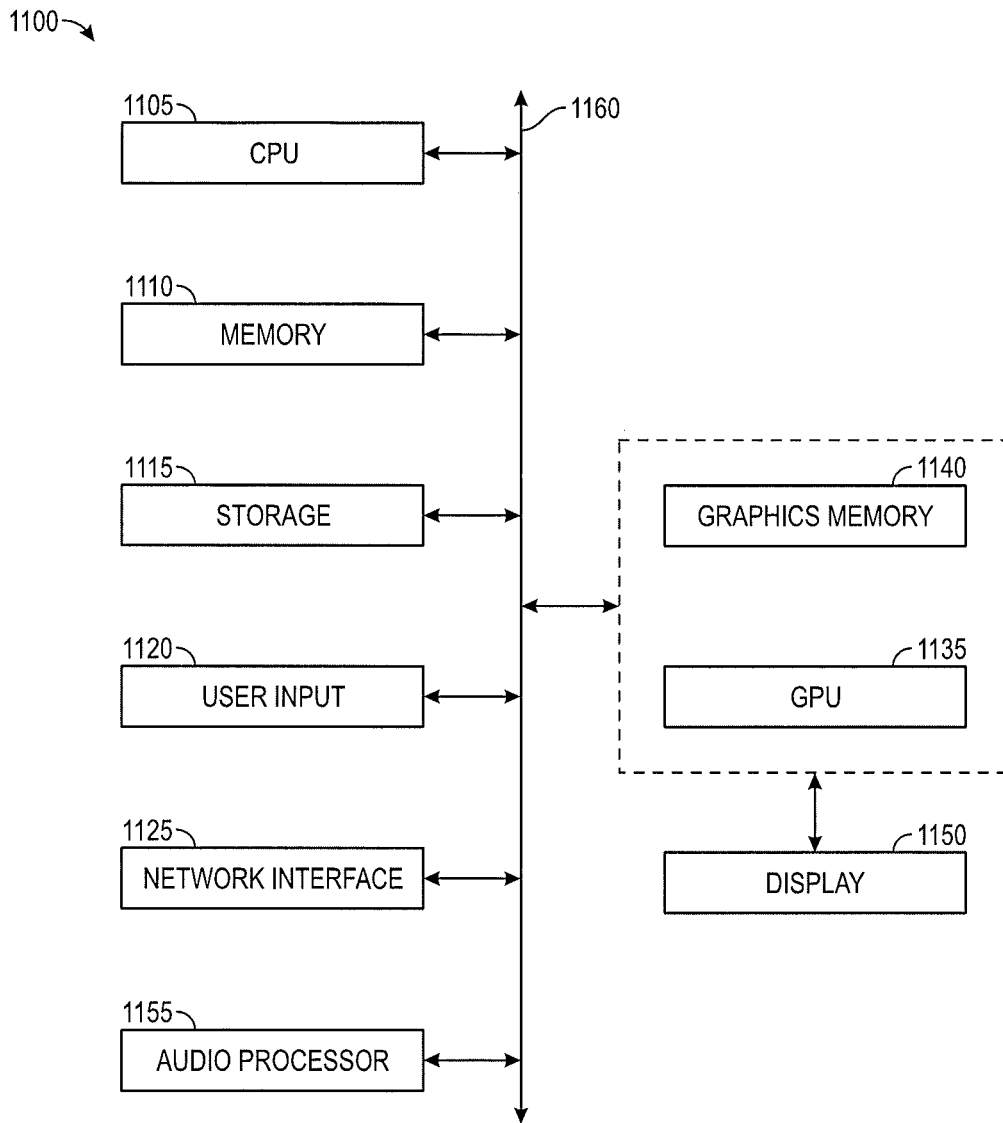 1100
1105
1160
CPU
1110
MEMORY
1115
STORAGE
1140
GRAPHICS MEMORY
1120
USER INPUT
1135
GPU
1125
NETWORK INTERFACE
1150
DISPLAY
1155
AUDIO PROCESSOR